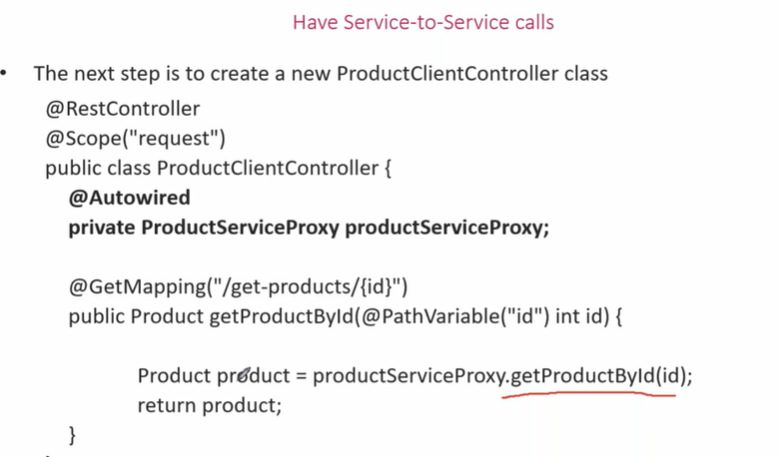 Have Service-to-Service calls
• The next step is to create a new ProductClientController class
@RestController
@Scope("request")
public class ProductClientController {
@Autowired
private ProductServiceProxy productServiceProxy;
@GetMapping("/get-products/{id}")
public Product getProductById(@PathVariable("id") int id) {
Product product = productServiceProxy.getProductById(id);
return product;
}